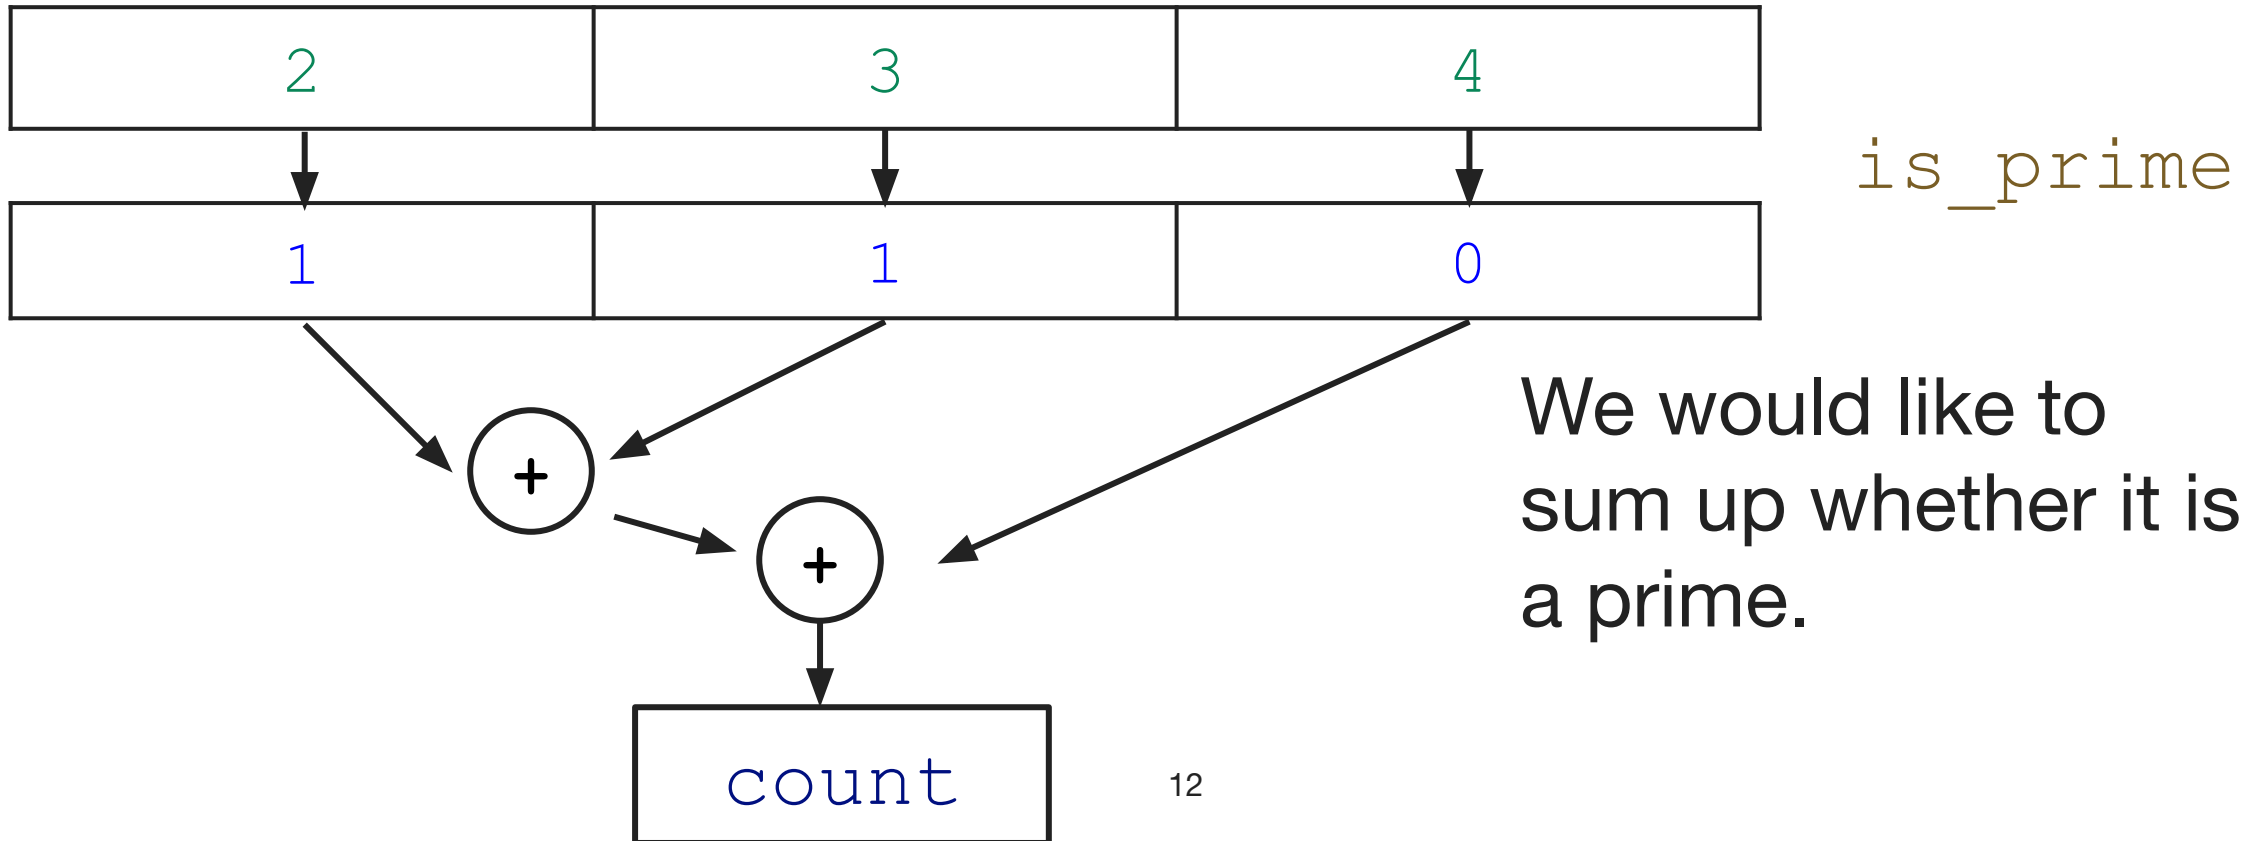 2 3 4
is_prime
1 1 0
We would like to
sum up whether it is
a prime.
+
+
count
12